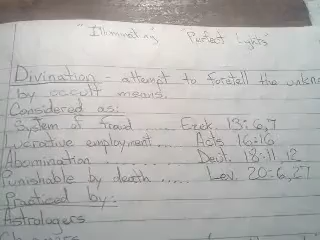 "Illuminating Perfect Lights"
Divination - attempt to foretell the
by occult means.
Considered as:
System of fraud ..... Ezek. 13:6,7
Lucrative employment.... Acts 16:16
Abomination ..... Deut. 18:11,12
Punishable by death ..... Lev. 20:6,27
Practiced by:
Astrologers